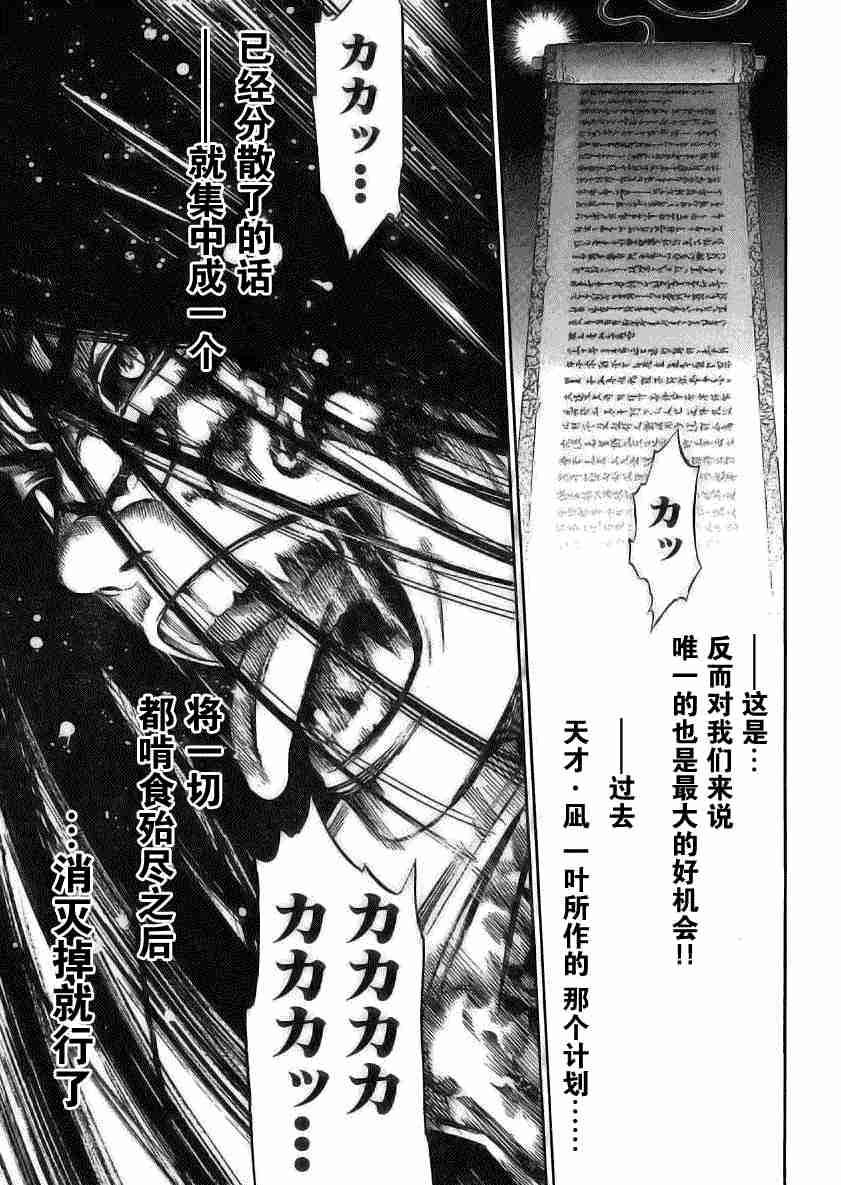 カッ
——这是…
反而对我们来说
唯一的也是最大的好机会!!
——过去
天才·凪 一叶所作的 那个计划……
カカッ…
已经分散了的话
——就集中成一个
カカカカ
カカカッ…
将一切
都啃食殆尽之后
…消灭掉就行了